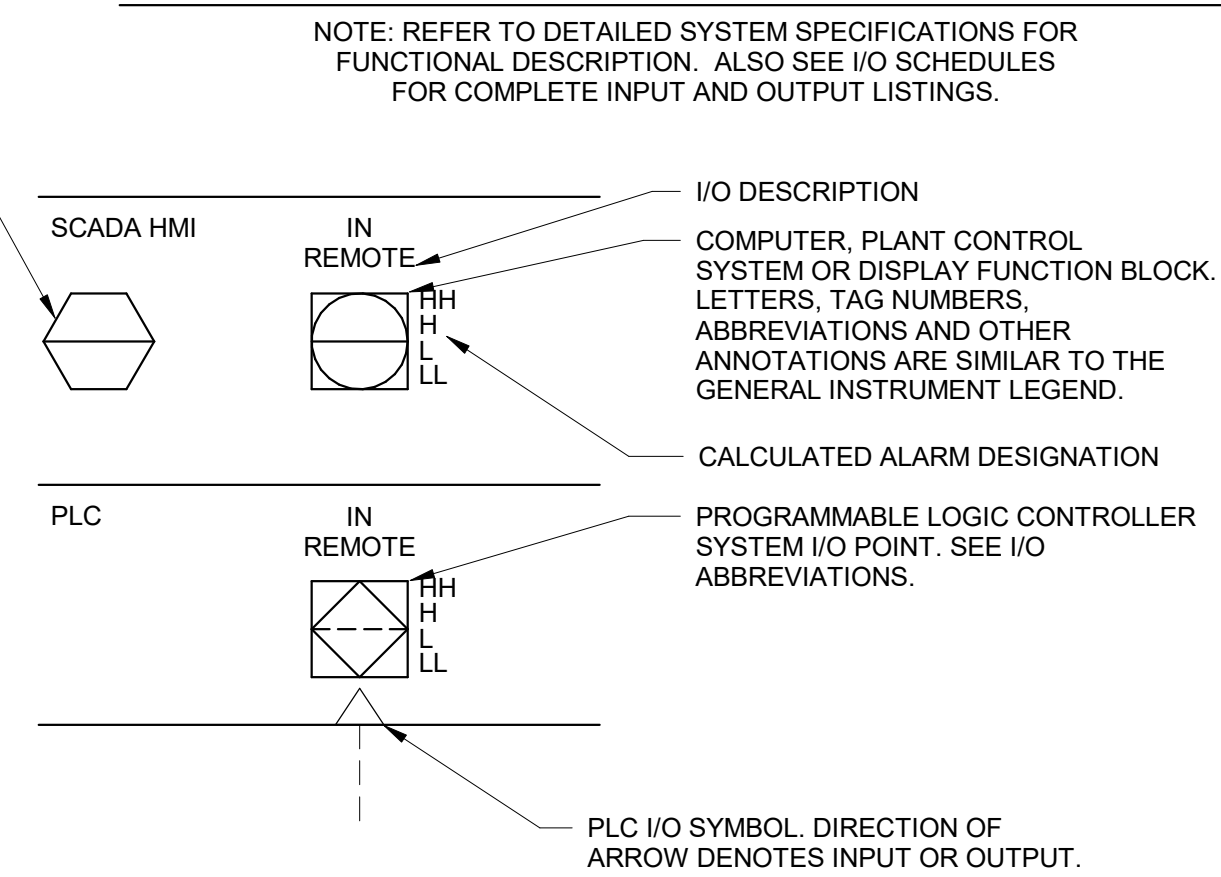 NOTE: REFER TO DETAILED SYSTEM SPECIFICATIONS FOR
FUNCTIONAL DESCRIPTION. ALSO SEE I/O SCHEDULES
FOR COMPLETE INPUT AND OUTPUT LISTINGS.
I/O DESCRIPTION
SCADA HMI
IN
REMOTE
COMPUTER, PLANT CONTROL
SYSTEM OR DISPLAY FUNCTION BLOCK.
LETTERS, TAG NUMBERS,
ABBREVIATIONS AND OTHER
ANNOTATIONS ARE SIMILAR TO THE
GENERAL INSTRUMENT LEGEND.
HH
H
L
LL
CALCULATED ALARM DESIGNATION
PLC
IN
REMOTE
PROGRAMMABLE LOGIC CONTROLLER
SYSTEM I/O POINT. SEE I/O
ABBREVIATIONS.
HH
H
L
LL
PLC I/O SYMBOL. DIRECTION OF
ARROW DENOTES INPUT OR OUTPUT.